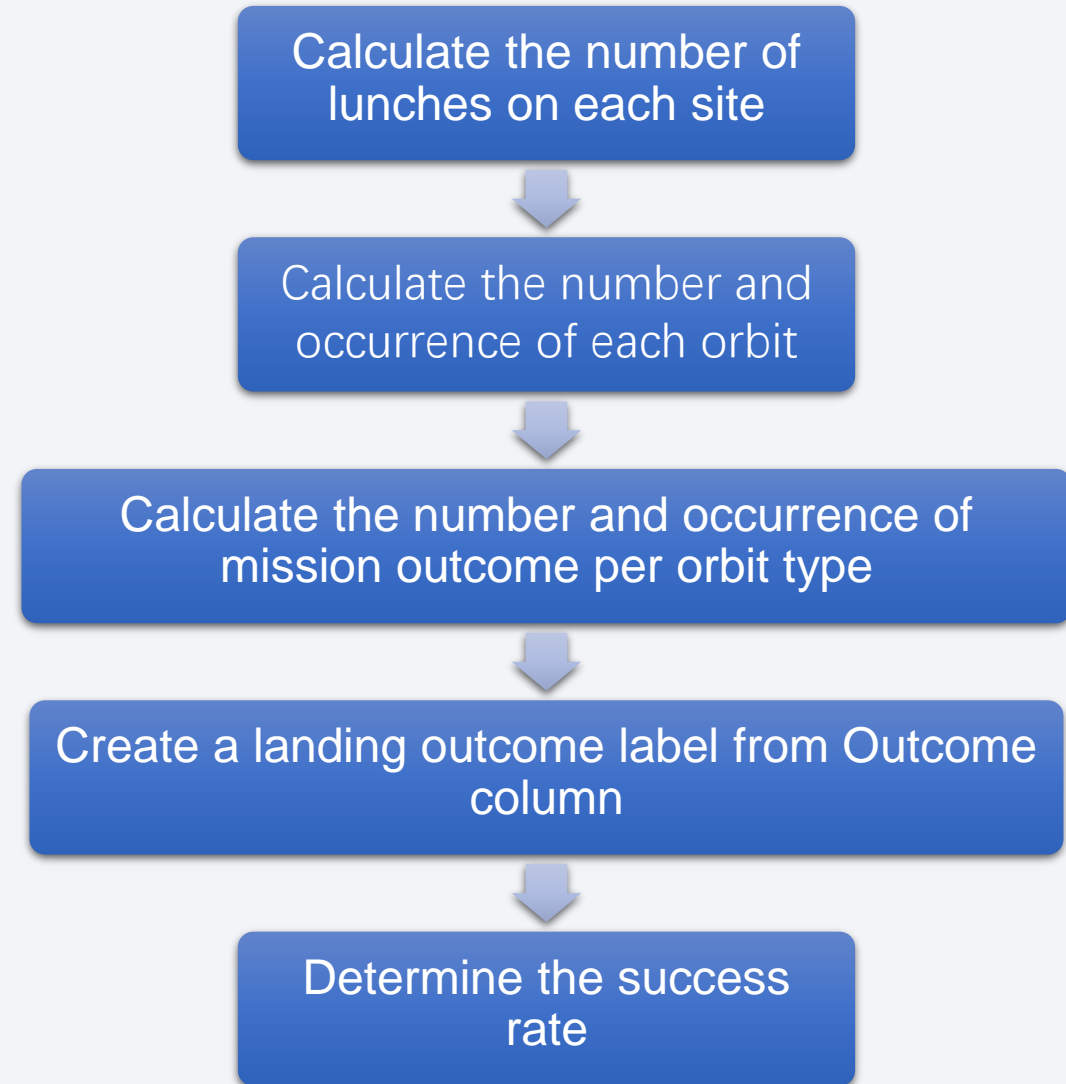 Calculate the number of
lunches on each site
Calculate the number and
occurrence of each orbit
Calculate the number and occurrence of
mission outcome per orbit type
Create a landing outcome label from Outcome
column
Determine the success
rate